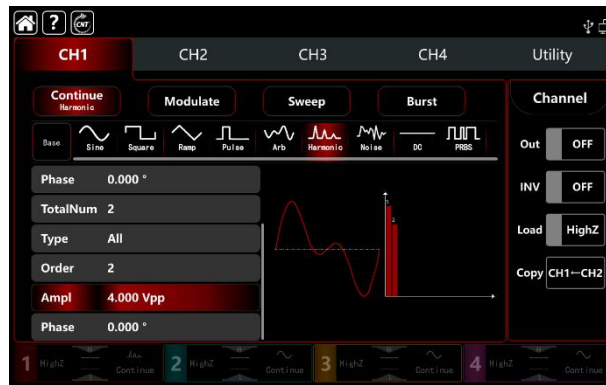 ? CNT
CH1 CH2 CH3 CH4 Utility
Continue Modulate Sweep Burst Channel
Harmonic
Base Sine Square Ramp Pulse Arb Harmonic Noise DC PRBS
Out OFF
Phase 0.000 °
INV OFF
TotalNum 2
Type All
Load HighZ
Order 2
Copy CH1←CH2
Ampl 4.000 Vpp
Phase 0.000 °
1 HighZ Continue 2 HighZ Continue 3 HighZ Continue 4 HighZ Continue